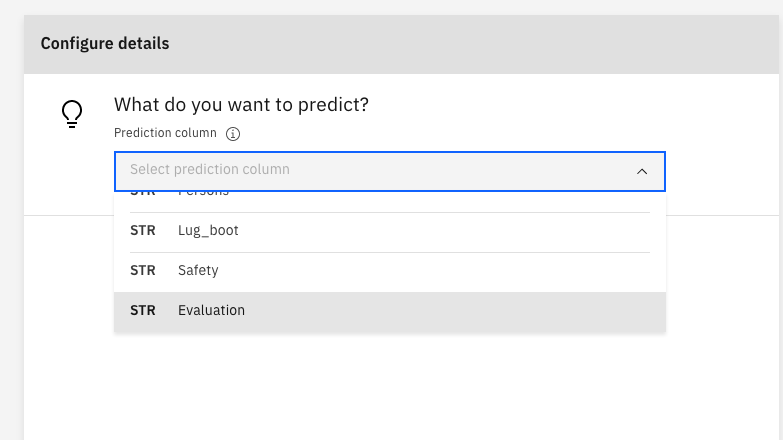 Configure details
What do you want to predict?
Prediction column
Select prediction column
STR Persons
STR Lug_boot
STR Safety
STR Evaluation